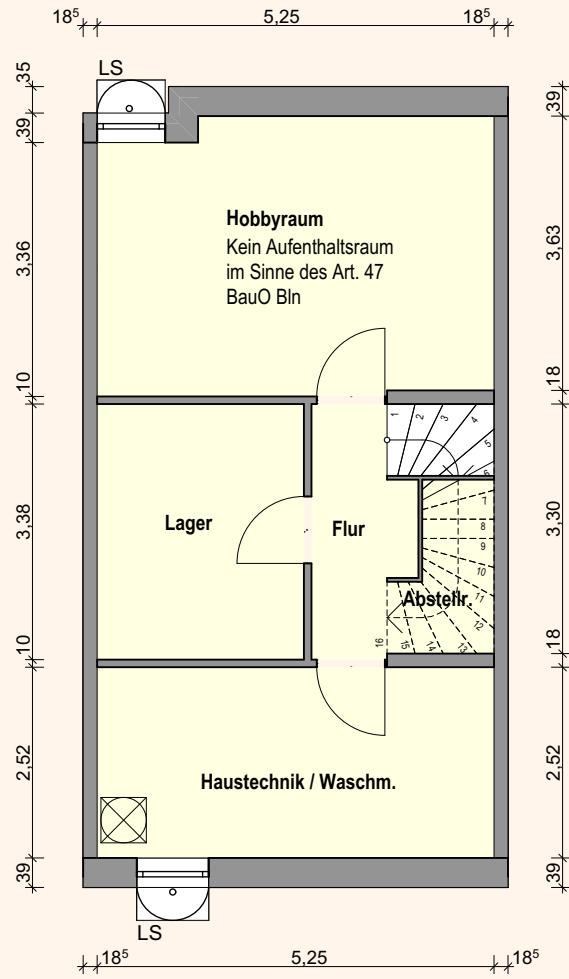 18⁵ 5,25 18⁵
LS
35
39
3,36
10
3,38
10
2,52
39
39
3,63
18
3,30
18
2,52
39
Hobbyraum
Kein Aufenthaltsraum
im Sinne des Art. 47
BauO Bln
1
2
3
4
5
6
7
8
9
10
11
12
13
14
15
16
Lager
Flur
Abstellr.
Haustechnik / Waschm.
LS
18⁵ 5,25 18⁵